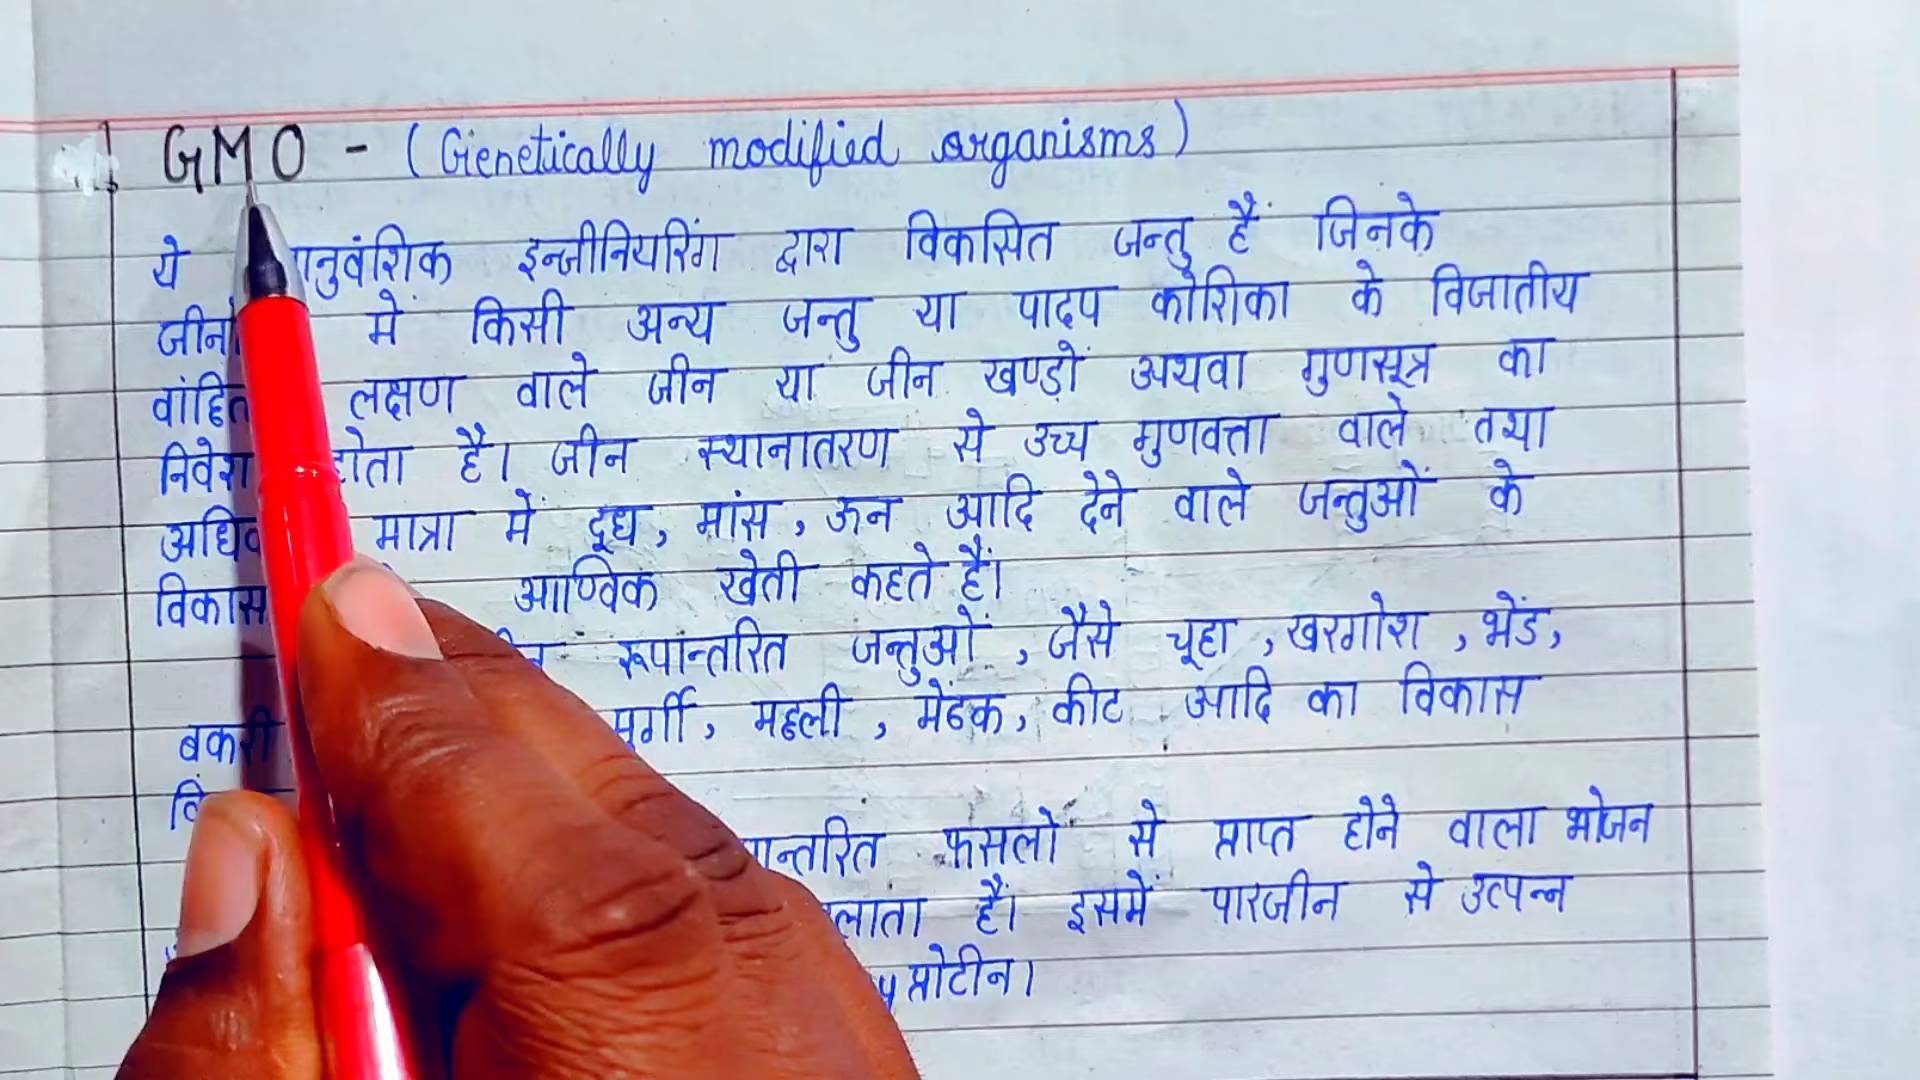 GMO - (Genetically modified organisms)
ये इन्जीनियरिंग द्वारा विकसित जन्तु हैं जिनके
में किसी अन्य जन्तु या पादप कोशिका के विजातीय
लक्षण वाले जीन या जीन खण्डों अथवा गुणसूत्र का
होता है। जीन स्थानातरण से उच्च गुणवत्ता वाले तथा
मात्रा में दूध, मांस, ऊन आदि देने वाले जन्तुओं के
विकास आण्विक खेती कहते हैं।
रूपान्तरित जन्तुओं , जैसे चूहा , खरगोश , भेंड,
बकरी मुर्गी, मछली , मेंढक, कीट आदि का विकास
फसलों से प्राप्त होने वाला भोजन
है। इसमें पारजीन से उत्पन्न
प्रोटीन।